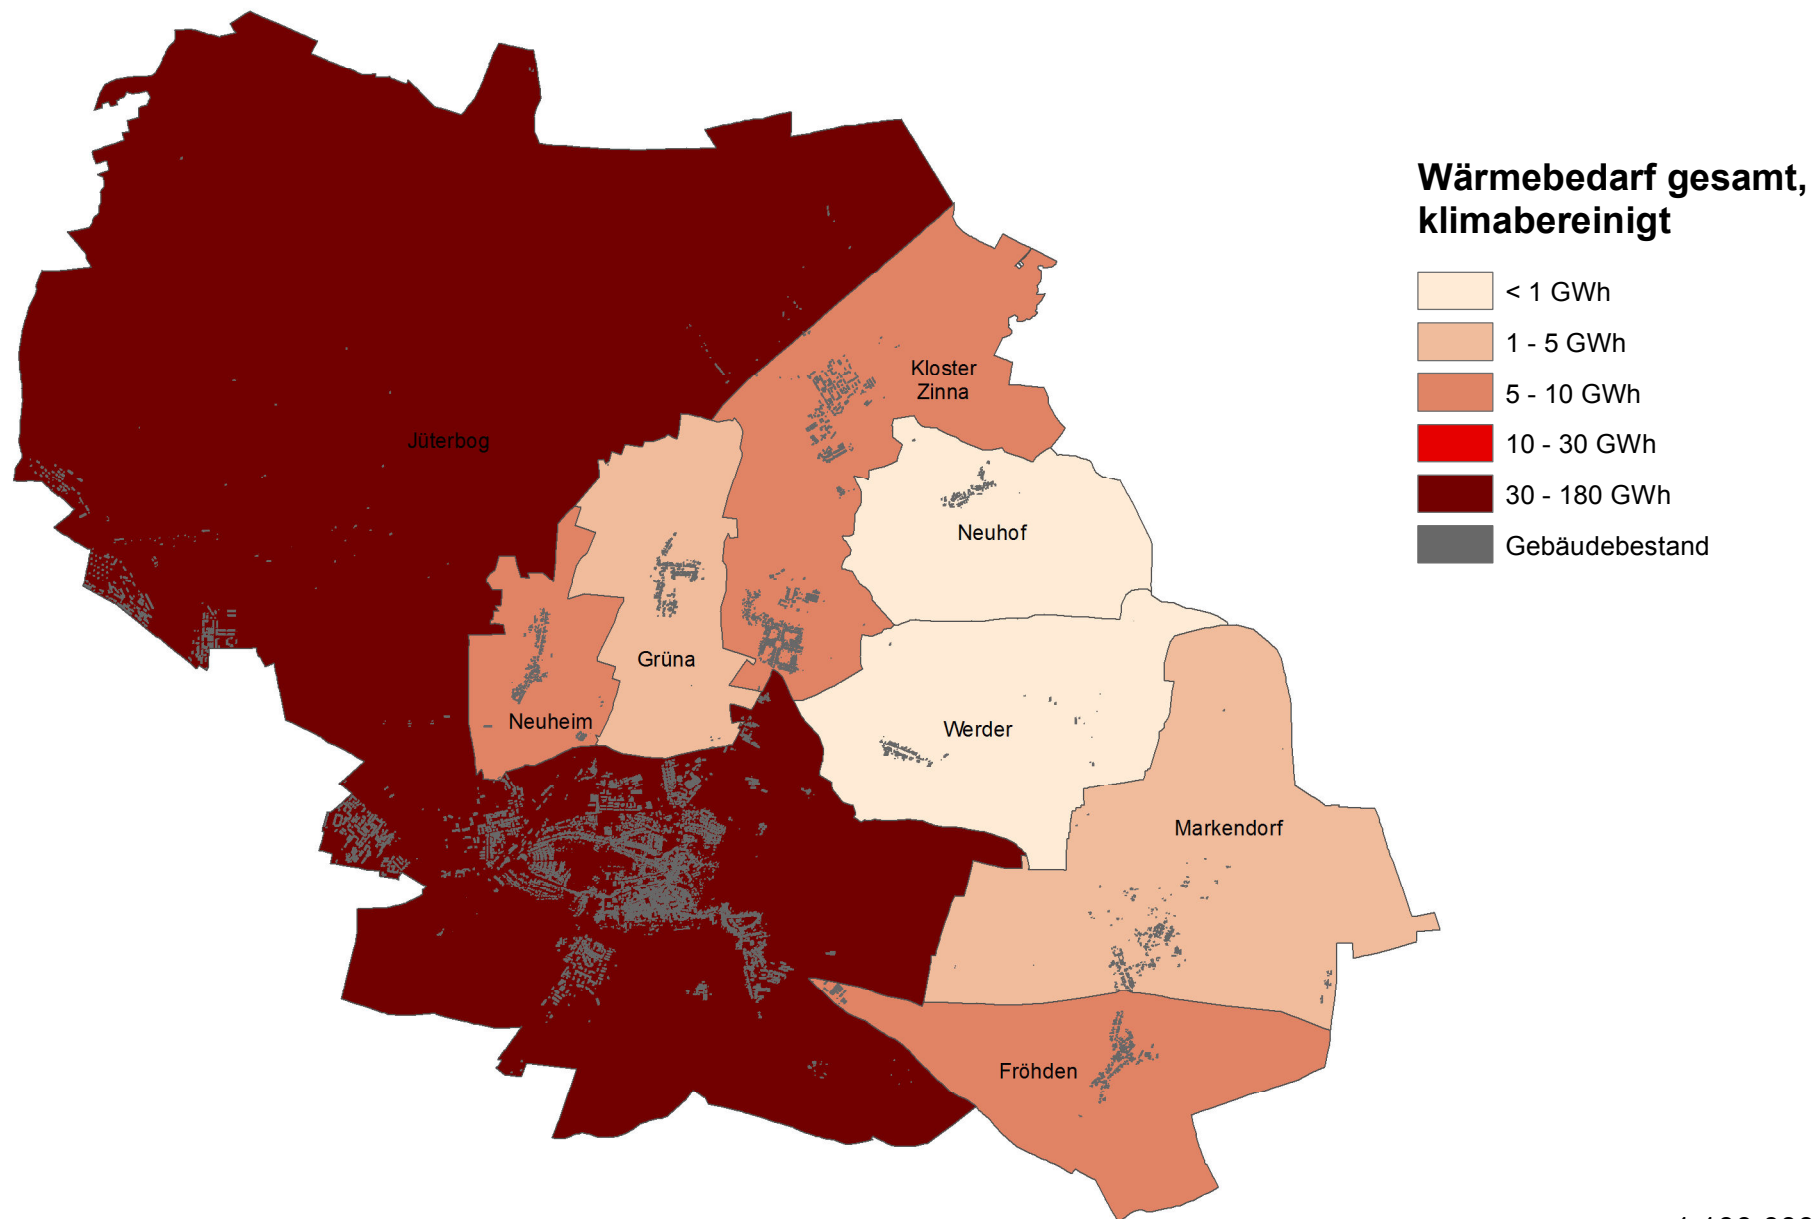 Wärmebedarf gesamt,
klimabereinigt
< 1 GWh
1 - 5 GWh
5 - 10 GWh
10 - 30 GWh
30 - 180 GWh
Gebäudebestand
Kloster
Zinna
Jüterbog
Neuhof
Grüna
Neuheim
Werder
Markendorf
Fröhden